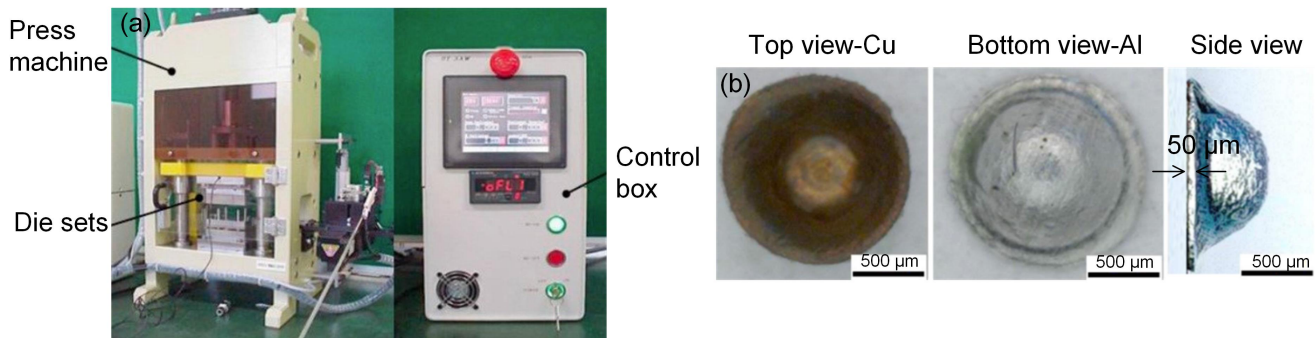 (a)
Press
machine
Die sets
Control
box
Top view-Cu
Bottom view-Al
Side view
(b)
50 μm
500 μm
500 μm
500 μm